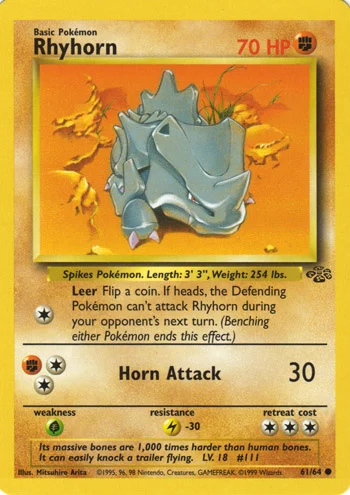 Basic Pokémon
Rhyhorn
70 HP
Spikes Pokémon. Length: 3' 3", Weight: 254 lbs.
Leer Flip a coin. If heads, the Defending
Pokémon can't attack Rhyhorn during
your opponent's next turn. (Benching
either Pokémon ends this effect.)
Horn Attack 30
weakness resistance retreat cost
-30
Its massive bones are 1,000 times harder than human bones.
It can easily knock a trailer flying. LV. 18 #111
Illus. Mitsuhiro Arita ©1995, 96, 98 Nintendo, Creatures, GAMEFREAK. ©1999 Wizards. 61/64